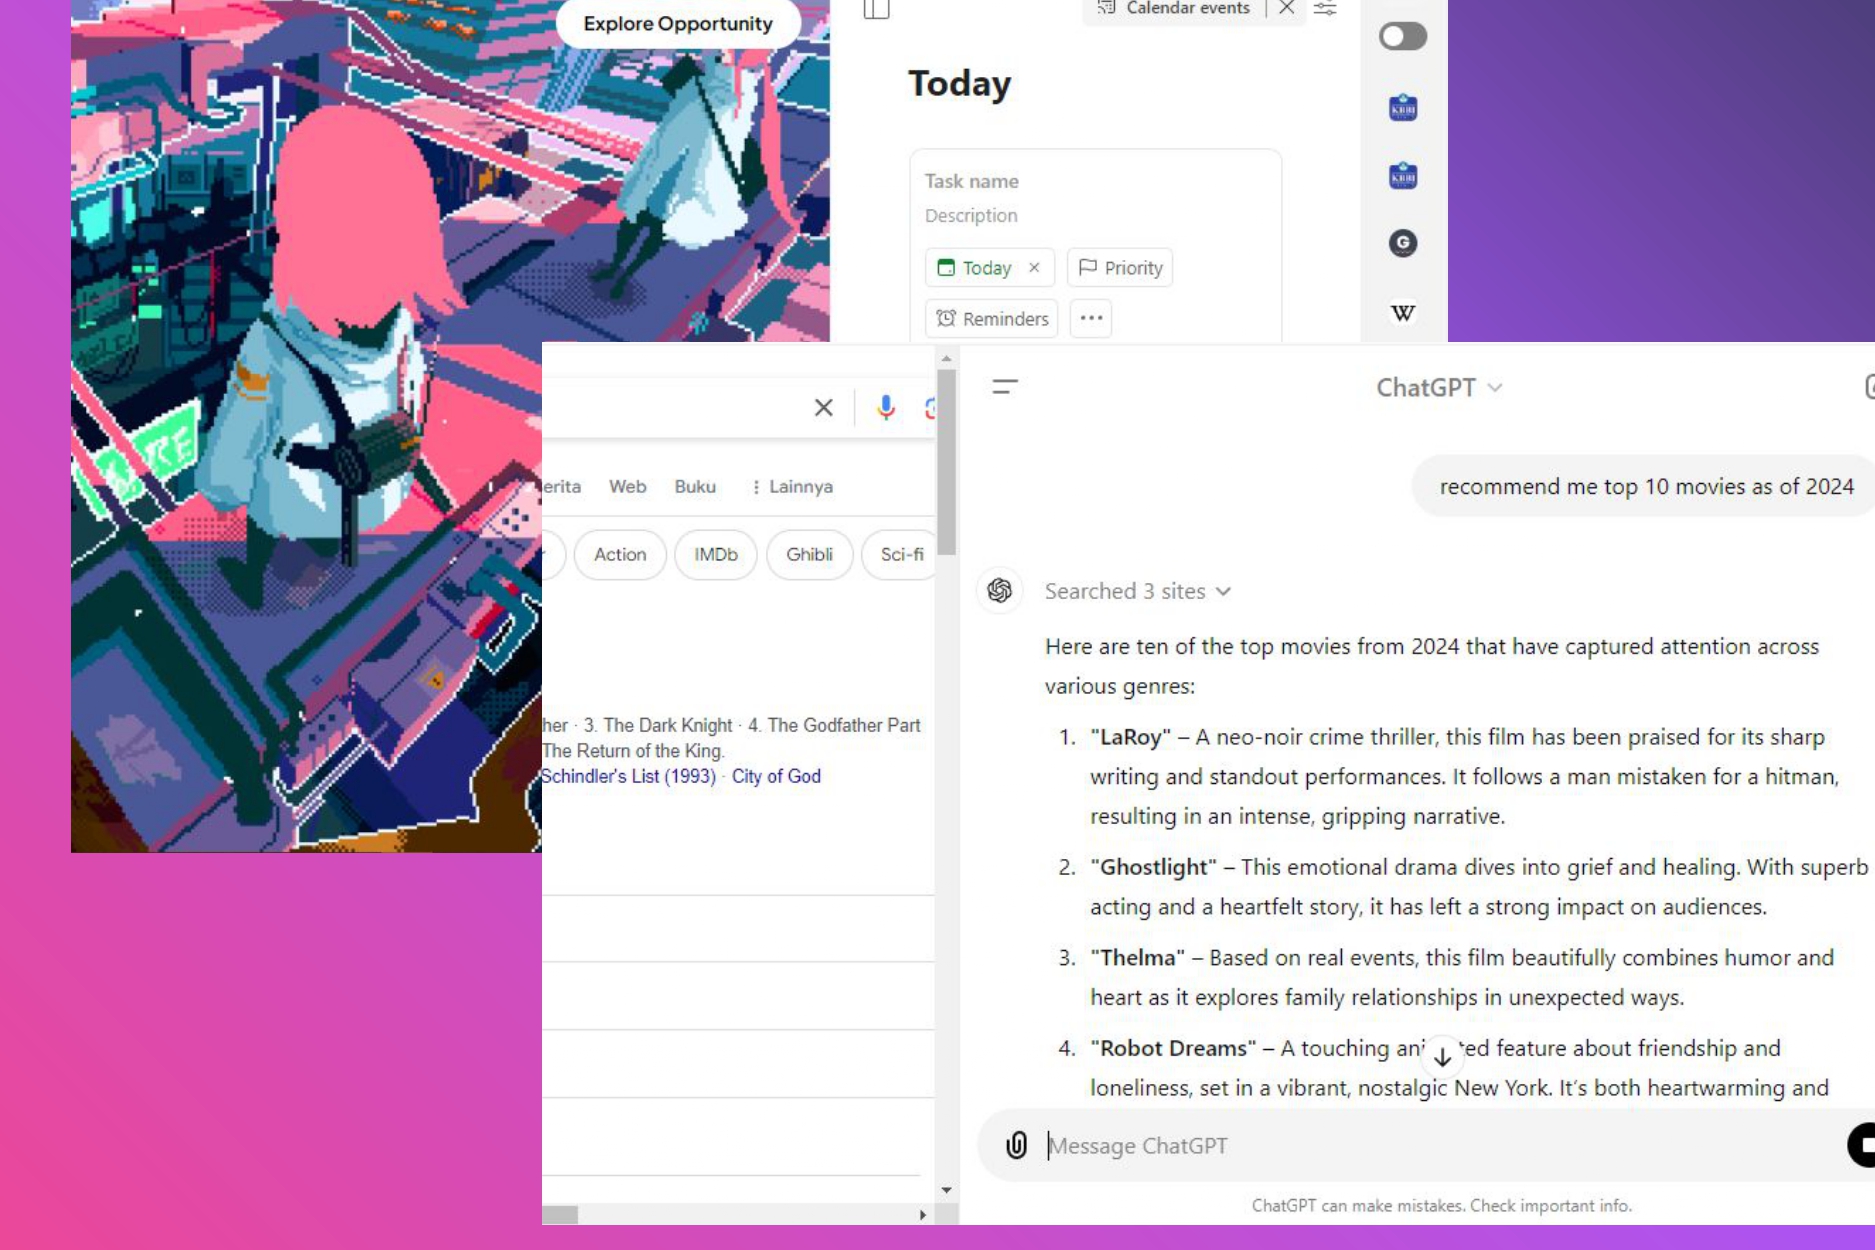 Explore Opportunity
Calendar events
Today
Task name
Description
Today
Priority
Reminders
KBBI
KBBI
G
W
erita Web Buku Lainnya
Action IMDb Ghibli Sci-fi
her · 3. The Dark Knight · 4. The Godfather Part
The Return of the King.
Schindler's List (1993) · City of God
ChatGPT
recommend me top 10 movies as of 2024
Searched 3 sites
Here are ten of the top movies from 2024 that have captured attention across
various genres:
1. "LaRoy" – A neo-noir crime thriller, this film has been praised for its sharp
writing and standout performances. It follows a man mistaken for a hitman,
resulting in an intense, gripping narrative.
2. "Ghostlight" – This emotional drama dives into grief and healing. With superb
acting and a heartfelt story, it has left a strong impact on audiences.
3. "Thelma" – Based on real events, this film beautifully combines humor and
heart as it explores family relationships in unexpected ways.
4. "Robot Dreams" – A touching ani ted feature about friendship and
loneliness, set in a vibrant, nostalgic New York. It's both heartwarming and
Message ChatGPT
ChatGPT can make mistakes. Check important info.